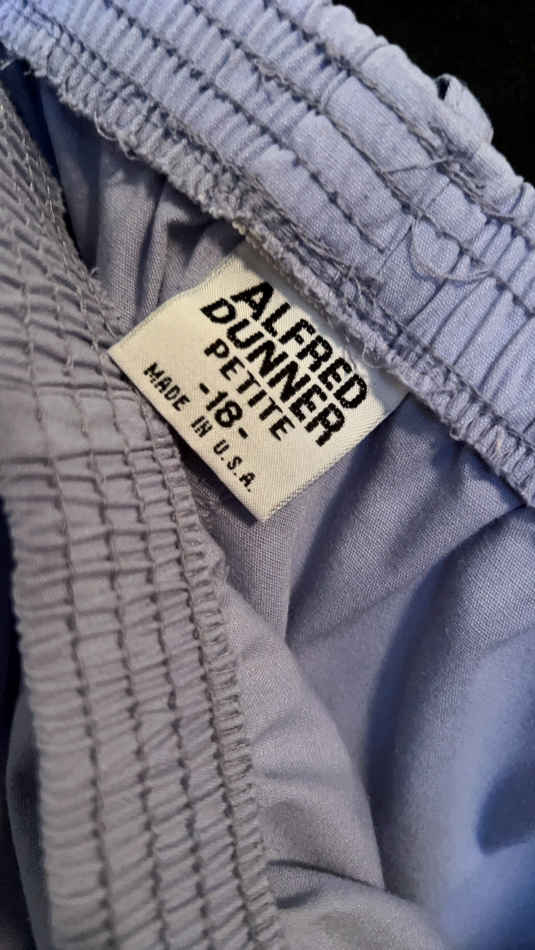 ALFRED
DUNNER
PETITE
-18-
MADE IN U.S.A.